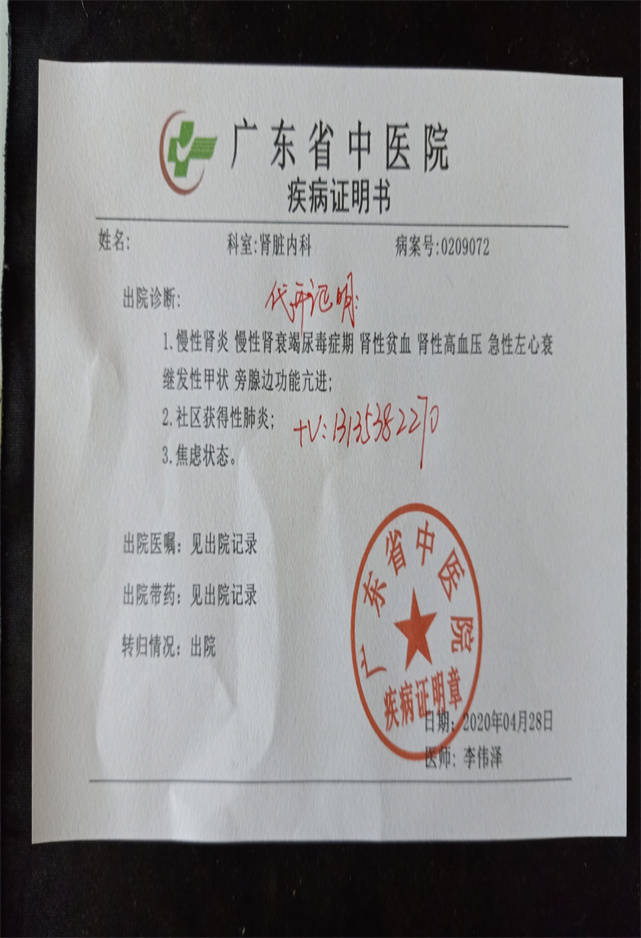 广东省中医院
疾病证明书
姓名: 科室:肾脏内科 病案号:0209072
出院诊断: 代开证明:
1.慢性肾炎 慢性肾衰竭尿毒症期 肾性贫血 肾性高血压 急性左心衰
继发性甲状 旁腺边功能亢进;
2.社区获得性肺炎;
+V:13135382270
3.焦虑状态。
出院医嘱: 见出院记录
出院带药: 见出院记录
转归情况: 出院
广东省中医院
疾病证明章
日期: 2020年04月28日
医师: 李伟泽